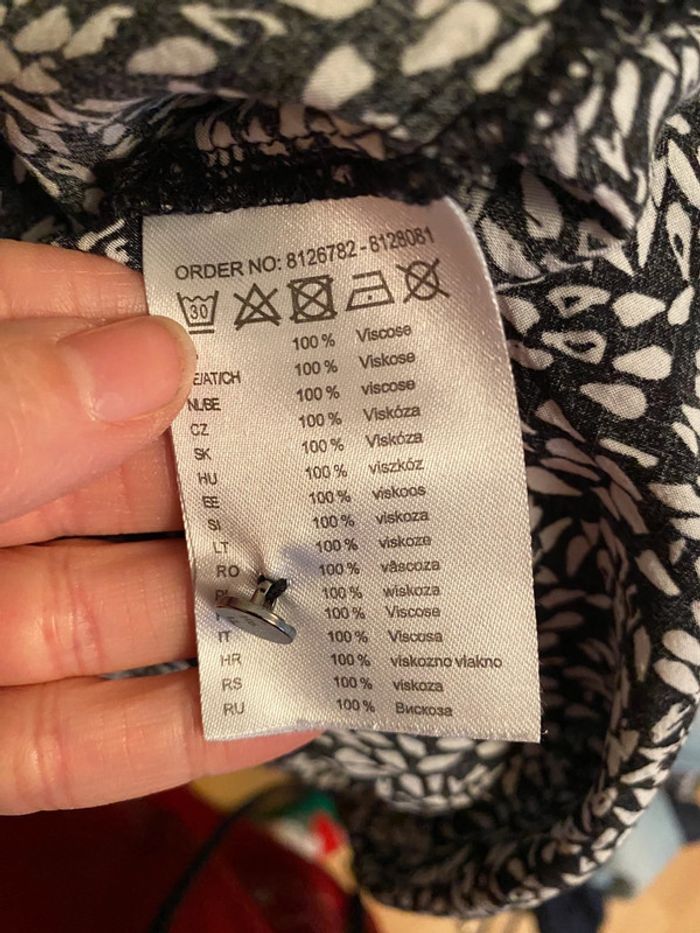 ORDER NO: 8126782 - 8128081
30
100 % Viscose
E/AT/CH 100 % Viskose
NL/BE 100 % viscose
CZ 100 % Viskóza
SK 100 % Viskóza
HU 100 % viszkóz
EE 100 % viskoos
SI 100 % viskoza
LT 100 % viskoze
RO 100 % vâscoza
100 % wiskoza
100 % Viscose
IT 100 % Viscosa
HR 100 % viskozno vlakno
RS 100 % viskoza
RU 100 % Вискоза